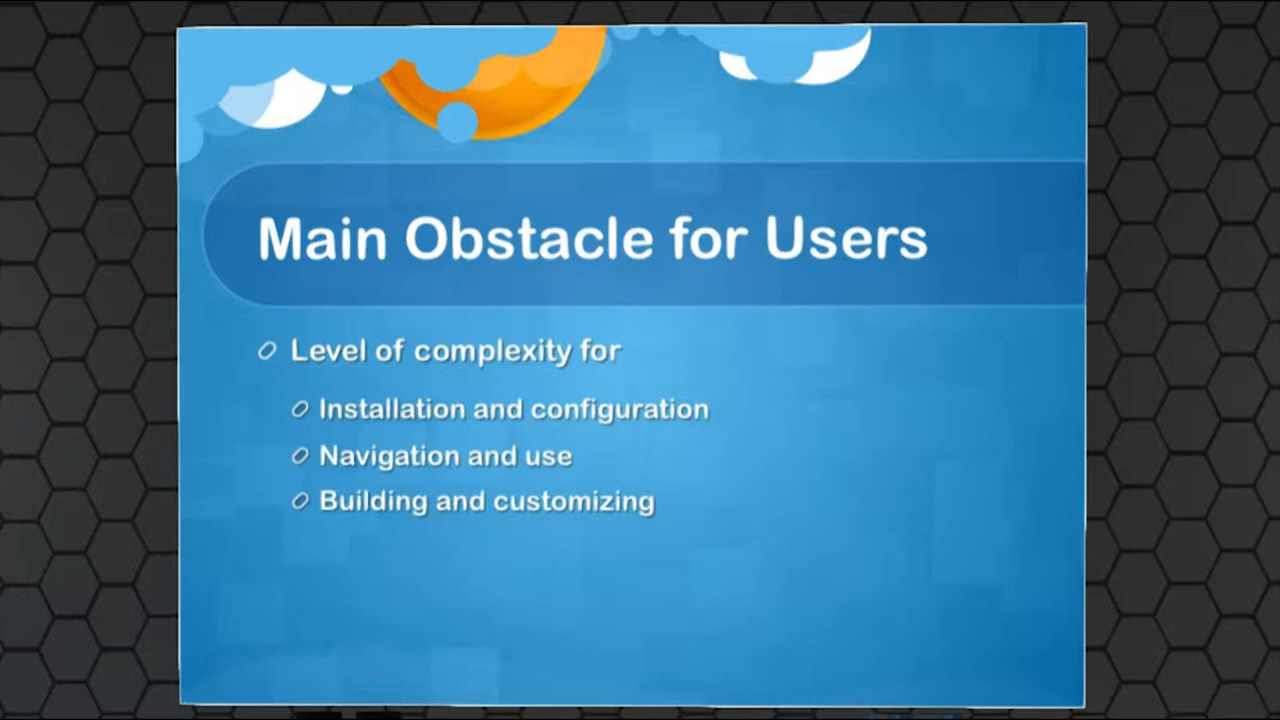 Main Obstacle for Users
Level of complexity for
Installation and configuration
Navigation and use
Building and customizing